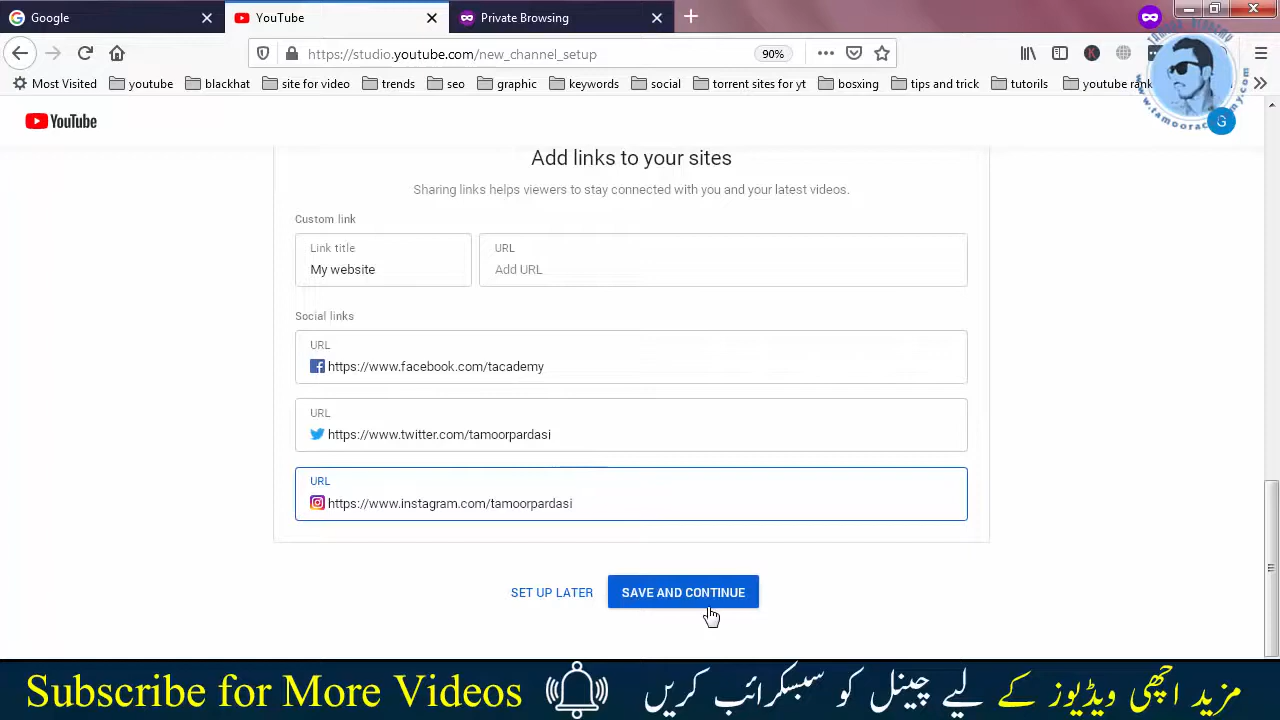 Google
YouTube
Private Browsing
https://studio.youtube.com/new_channel_setup
90%
Most Visited
youtube
blackhat
site for video
trends
seo
graphic
keywords
social
torrent sites for yt
bosxing
tips and trick
tutorils
youtube rank
YouTube
G
Add links to your sites
Sharing links helps viewers to stay connected with you and your latest videos.
Custom link
Link title
My website
URL
Add URL
Social links
URL
https://www.facebook.com/tacademy
URL
https://www.twitter.com/tamoorpardasi
URL
https://www.instagram.com/tamoorpardasi
SET UP LATER
SAVE AND CONTINUE
Subscribe for More Videos
مزید اچھی ویڈیوز کے لیے چینل کو سبسکرائب کریں